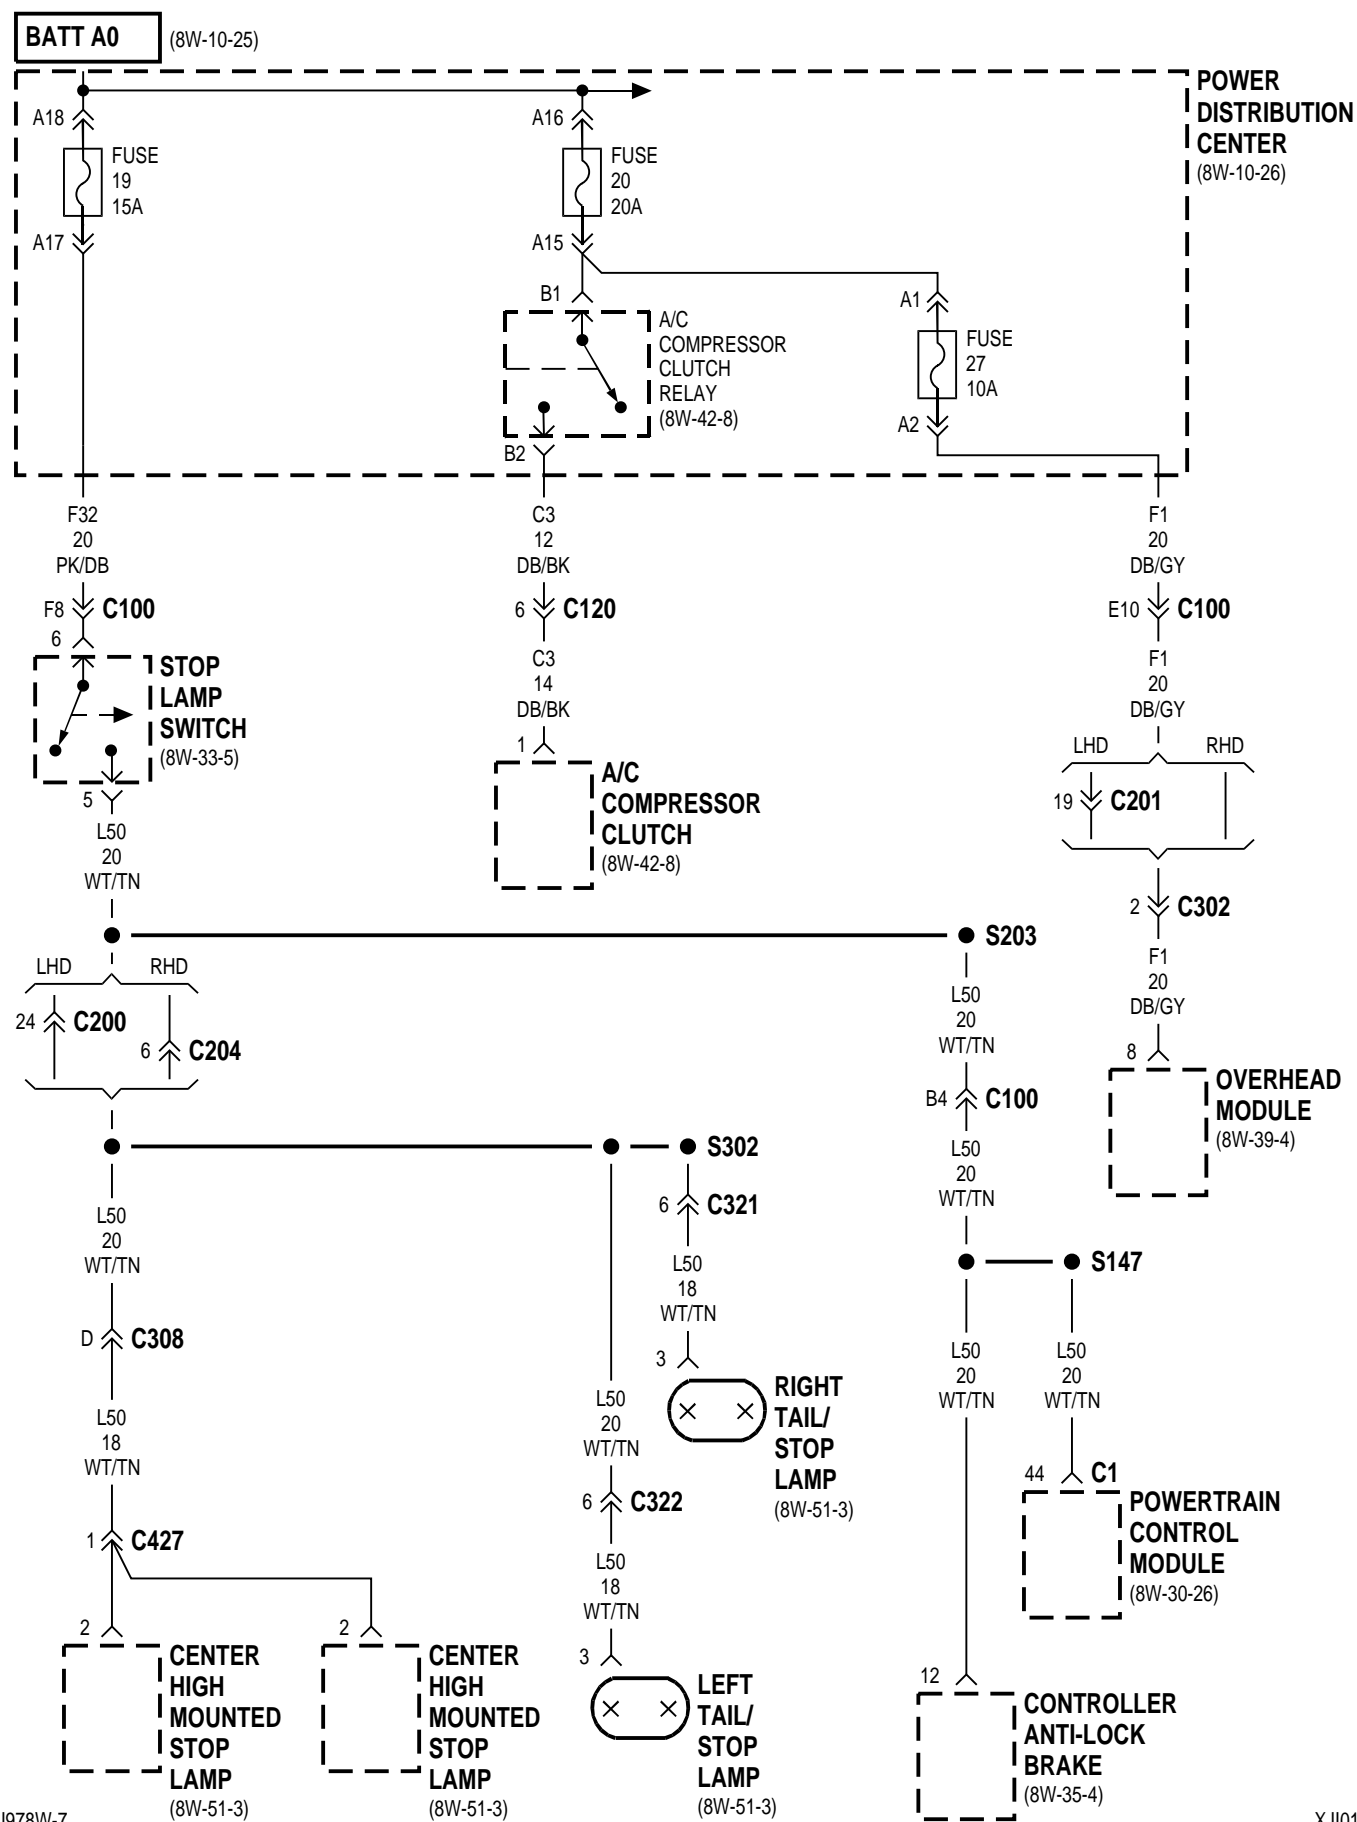 BATT A0 (8W-10-25)
POWER
DISTRIBUTION
CENTER
(8W-10-26)
A18
FUSE
19
15A
A17
A16
FUSE
20
20A
A15
B1
A/C
COMPRESSOR
CLUTCH
RELAY
(8W-42-8)
B2
A1
FUSE
27
10A
A2
F32
20
PK/DB
F8 C100
6
STOP
LAMP
SWITCH
(8W-33-5)
5
L50
20
WT/TN
C3
12
DB/BK
6 C120
C3
14
DB/BK
1
A/C
COMPRESSOR
CLUTCH
(8W-42-8)
F1
20
DB/GY
E10 C100
F1
20
DB/GY
LHD RHD
19 C201
2 C302
F1
20
DB/GY
8
OVERHEAD
MODULE
(8W-39-4)
S203
LHD RHD
24 C200
6 C204
L50
20
WT/TN
B4 C100
L50
20
WT/TN
S302
S147
L50
20
WT/TN
D C308
L50
18
WT/TN
1 C427
2
CENTER
HIGH
MOUNTED
STOP
LAMP
(8W-51-3)
2
CENTER
HIGH
MOUNTED
STOP
LAMP
(8W-51-3)
6 C321
L50
18
WT/TN
3
RIGHT
TAIL/
STOP
LAMP
(8W-51-3)
L50
20
WT/TN
6 C322
L50
18
WT/TN
3
LEFT
TAIL/
STOP
LAMP
(8W-51-3)
L50
20
WT/TN
12
CONTROLLER
ANTI-LOCK
BRAKE
(8W-35-4)
L50
20
WT/TN
44 C1
POWERTRAIN
CONTROL
MODULE
(8W-30-26)